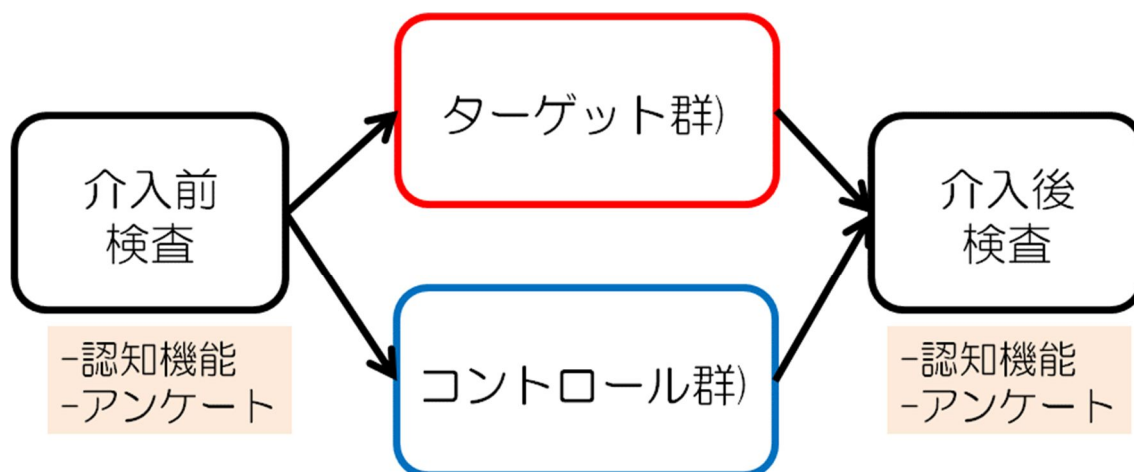 介入前
検査
-認知機能
-アンケート
ターゲット群)
コントロール群)
介入後
検査
-認知機能
-アンケート